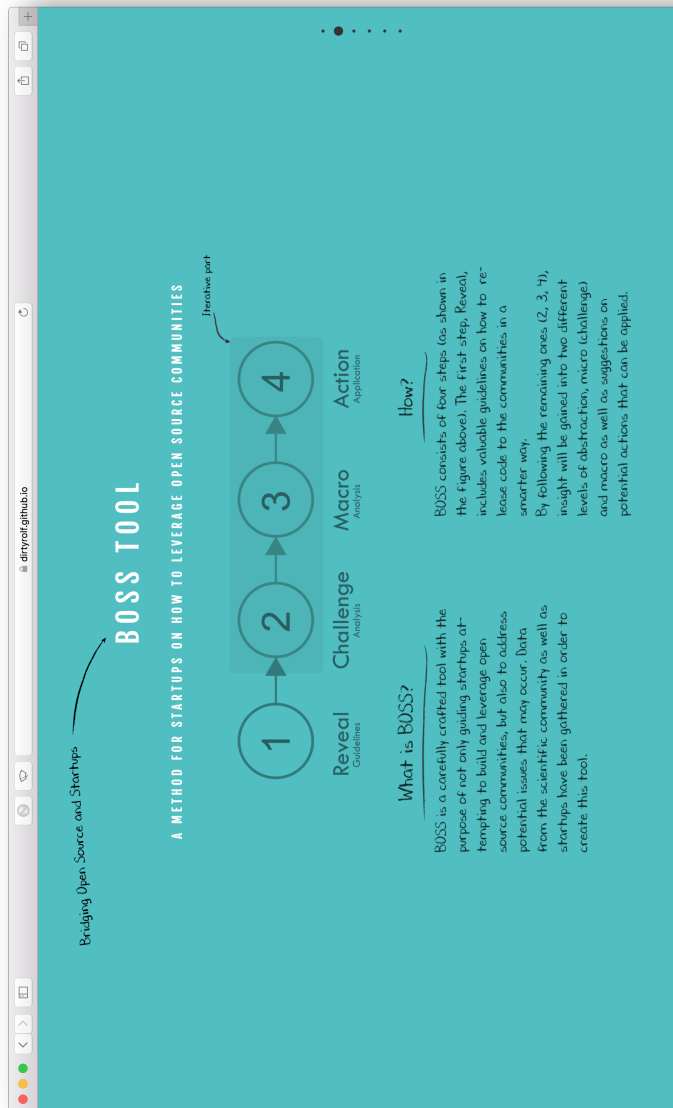 dirtyrolf.github.io
Bridging Open Source and Startups
BOSS TOOL
A METHOD FOR STARTUPS ON HOW TO LEVERAGE OPEN SOURCE COMMUNITIES
Iterative part
1
2
3
4
Reveal
Guidelines
Challenge
Analysis
Macro
Analysis
Action
Application
What is BOSS?
BOSS is a carefully crafted tool with the
purpose of not only guiding startups at-
tempting to build and leverage open
source communities, but also to address
potential issues that may occur. Data
from the scientific community as well as
startups have been gathered in order to
create this tool.
How?
BOSS consists of four steps (as shown in
the figure above). The first step, Reveal,
includes valuable guidelines on how to re-
lease code to the communities in a
smarter way.
By following the remaining ones (2, 3, 4),
insight will be gained into two different
levels of abstraction, micro (challenge)
and macro as well as suggestions on
potential actions that can be applied.